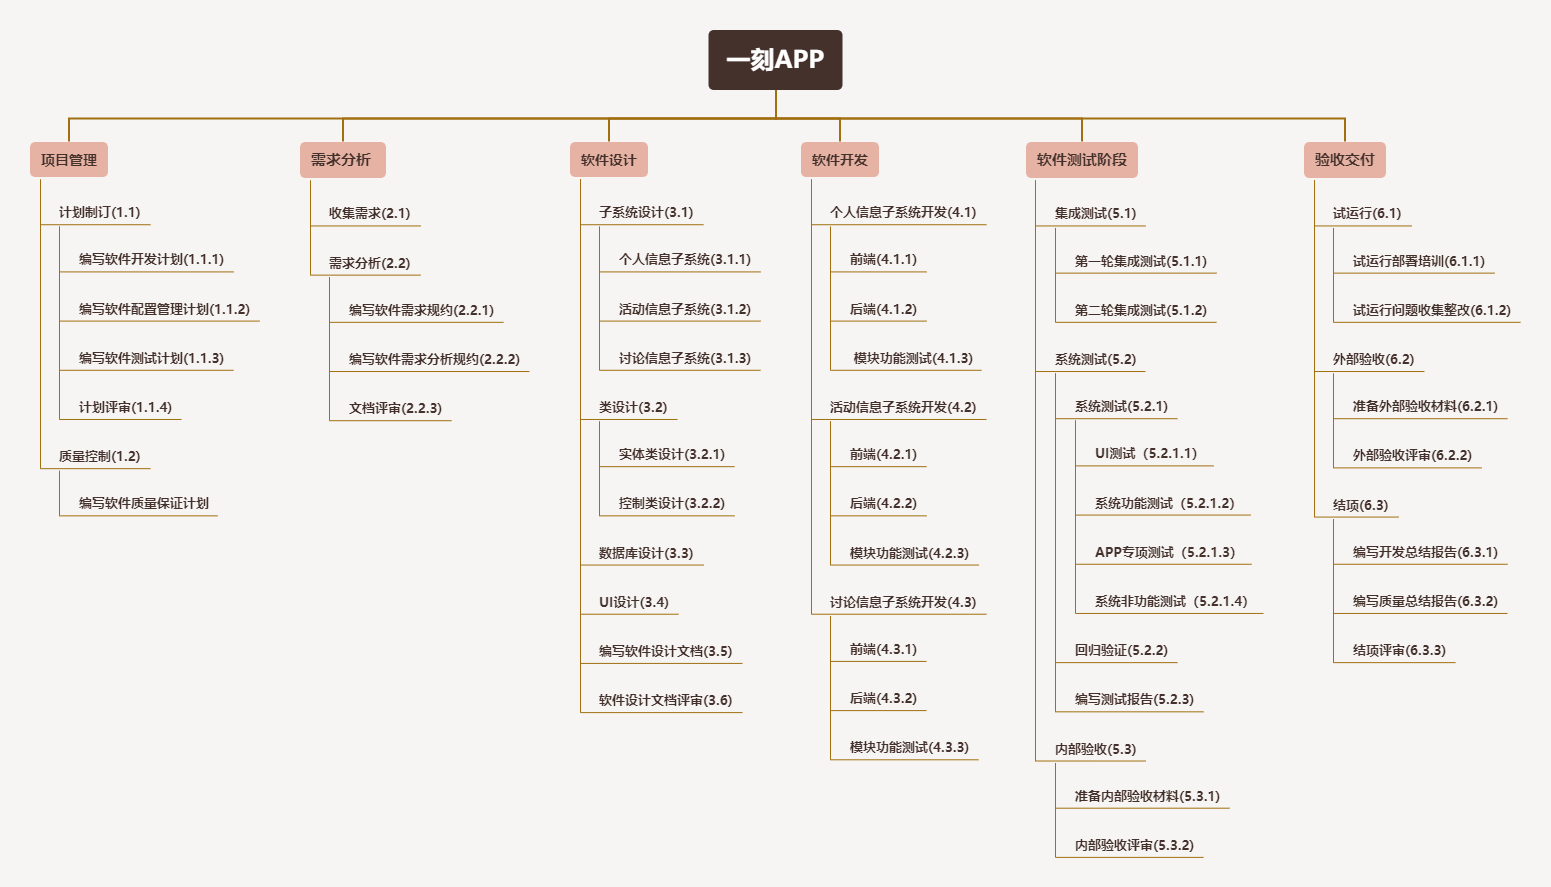 一刻APP
项目管理
计划制订(1.1)
编写软件开发计划(1.1.1)
编写软件配置管理计划(1.1.2)
编写软件测试计划(1.1.3)
计划评审(1.1.4)
质量控制(1.2)
编写软件质量保证计划
需求分析
收集需求(2.1)
需求分析(2.2)
编写软件需求规约(2.2.1)
编写软件需求分析规约(2.2.2)
文档评审(2.2.3)
软件设计
子系统设计(3.1)
个人信息子系统(3.1.1)
活动信息子系统(3.1.2)
讨论信息子系统(3.1.3)
类设计(3.2)
实体类设计(3.2.1)
控制类设计(3.2.2)
数据库设计(3.3)
UI设计(3.4)
编写软件设计文档(3.5)
软件设计文档评审(3.6)
软件开发
个人信息子系统开发(4.1)
前端(4.1.1)
后端(4.1.2)
模块功能测试(4.1.3)
活动信息子系统开发(4.2)
前端(4.2.1)
后端(4.2.2)
模块功能测试(4.2.3)
讨论信息子系统开发(4.3)
前端(4.3.1)
后端(4.3.2)
模块功能测试(4.3.3)
软件测试阶段
集成测试(5.1)
第一轮集成测试(5.1.1)
第二轮集成测试(5.1.2)
系统测试(5.2)
系统测试(5.2.1)
UI测试（5.2.1.1)
系统功能测试（5.2.1.2)
APP专项测试（5.2.1.3)
系统非功能测试（5.2.1.4)
回归验证(5.2.2)
编写测试报告(5.2.3)
内部验收(5.3)
准备内部验收材料(5.3.1)
内部验收评审(5.3.2)
验收交付
试运行(6.1)
试运行部署培训(6.1.1)
试运行问题收集整改(6.1.2)
外部验收(6.2)
准备外部验收材料(6.2.1)
外部验收评审(6.2.2)
结项(6.3)
编写开发总结报告(6.3.1)
编写质量总结报告(6.3.2)
结项评审(6.3.3)